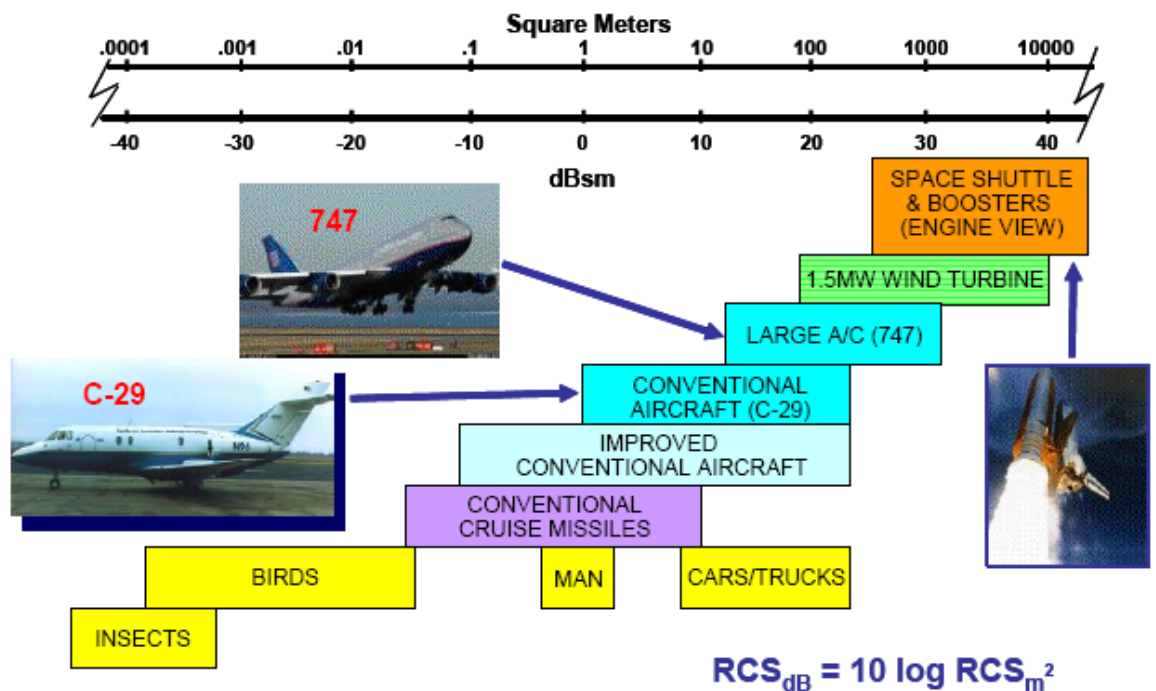 Square Meters
.0001 .001 .01 .1 1 10 100 1000 10000
-40 -30 -20 -10 0 10 20 30 40
dBsm
SPACE SHUTTLE
& BOOSTERS
(ENGINE VIEW)
747
1.5MW WIND TURBINE
LARGE A/C (747)
C-29
CONVENTIONAL
AIRCRAFT (C-29)
N96
IMPROVED
CONVENTIONAL AIRCRAFT
CONVENTIONAL
CRUISE MISSILES
BIRDS
MAN
CARS/TRUCKS
INSECTS
RCSdB = 10 log RCSm²